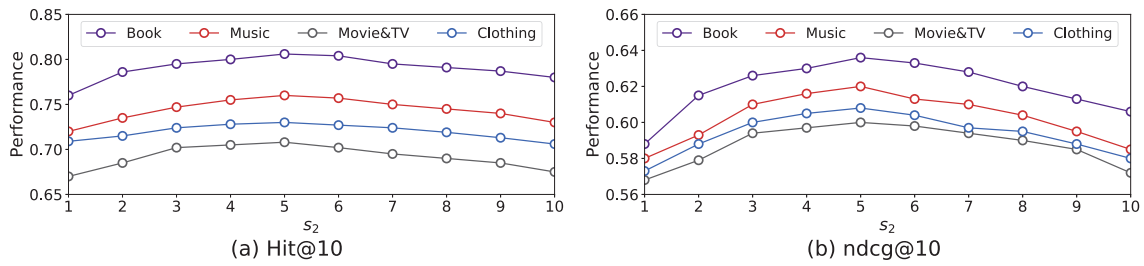 Book Music Movie&TV Clothing
Performance
0.85
0.80
0.75
0.70
0.65
1 2 3 4 5 6 7 8 9 10
s2
(a) Hit@10
Book Music Movie&TV Clothing
Performance
0.66
0.64
0.62
0.60
0.58
0.56
1 2 3 4 5 6 7 8 9 10
s2
(b) ndcg@10